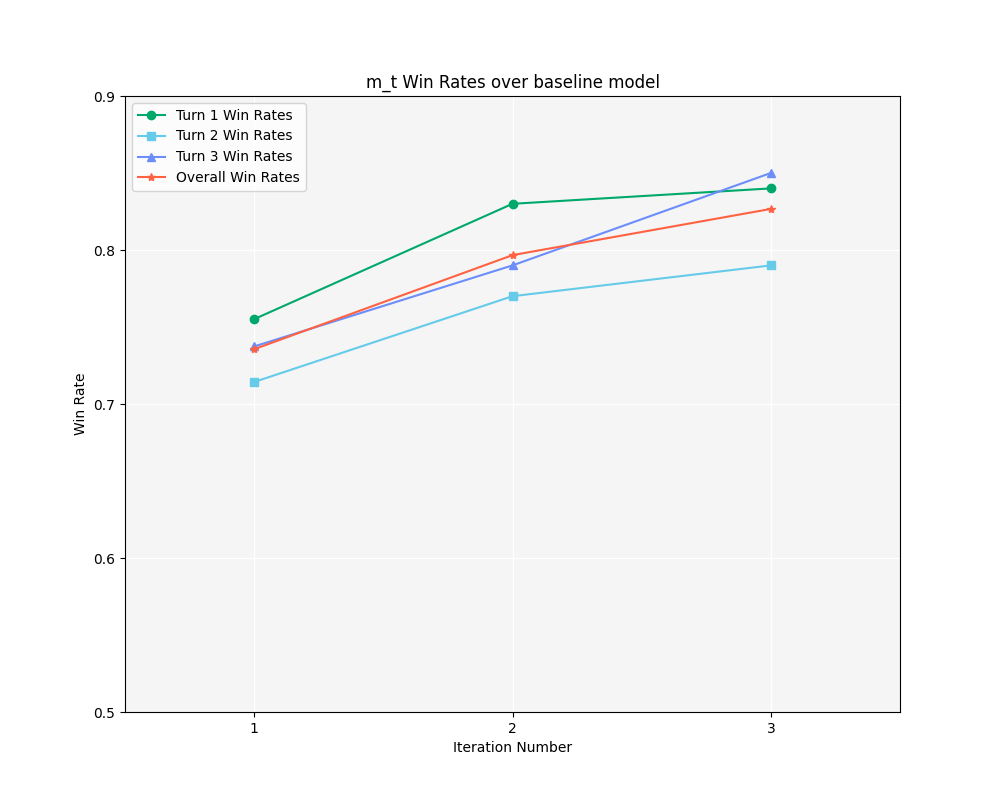 m_t Win Rates over baseline model
Turn 1 Win Rates
Turn 2 Win Rates
Turn 3 Win Rates
Overall Win Rates
0.9
0.8
0.7
0.6
0.5
Win Rate
1 2 3
Iteration Number